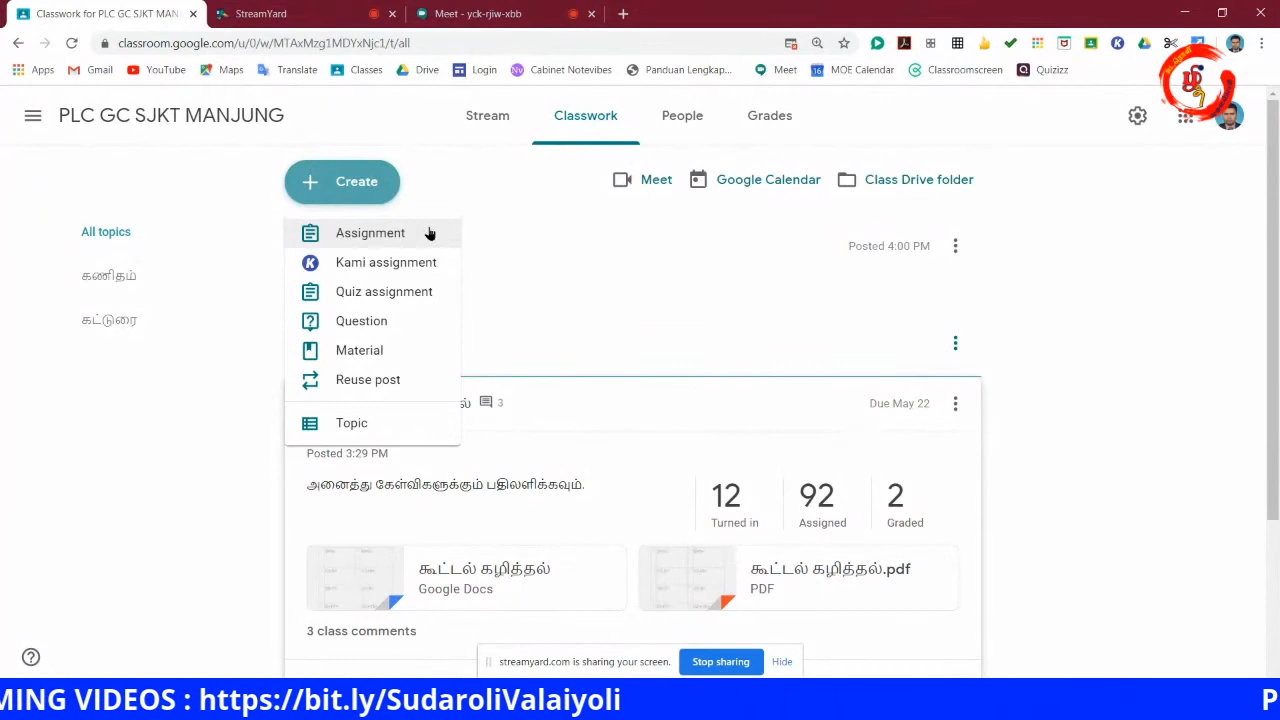 Classwork for PLC GC SJKT MAN
StreamYard
Meet - yck-rjiw-xbb
classroom.google.com/u/0/w/MTAxMzg1MDYxNjc1/t/all
Apps
Gmail
YouTube
Maps
Translate
Classes
Drive
Login
Cabinet Notevibes
Panduan Lengkap...
Meet
MOE Calendar
Classroomscreen
Quizizz
PLC GC SJKT MANJUNG
Stream
Classwork
People
Grades
Create
Meet
Google Calendar
Class Drive folder
All topics
கணிதம்
கட்டுரை
Assignment
Kami assignment
Quiz assignment
Question
Material
Reuse post
Topic
Posted 4:00 PM
3
Due May 22
Posted 3:29 PM
அனைத்து கேள்விகளுக்கும் பதிலளிக்கவும்.
12 92 2
Turned in Assigned Graded
கூட்டல் கழித்தல்
Google Docs
கூட்டல் கழித்தல்.pdf
PDF
3 class comments
streamyard.com is sharing your screen. Stop sharing Hide
MING VIDEOS : https://bit.ly/SudaroliValaiyoli P